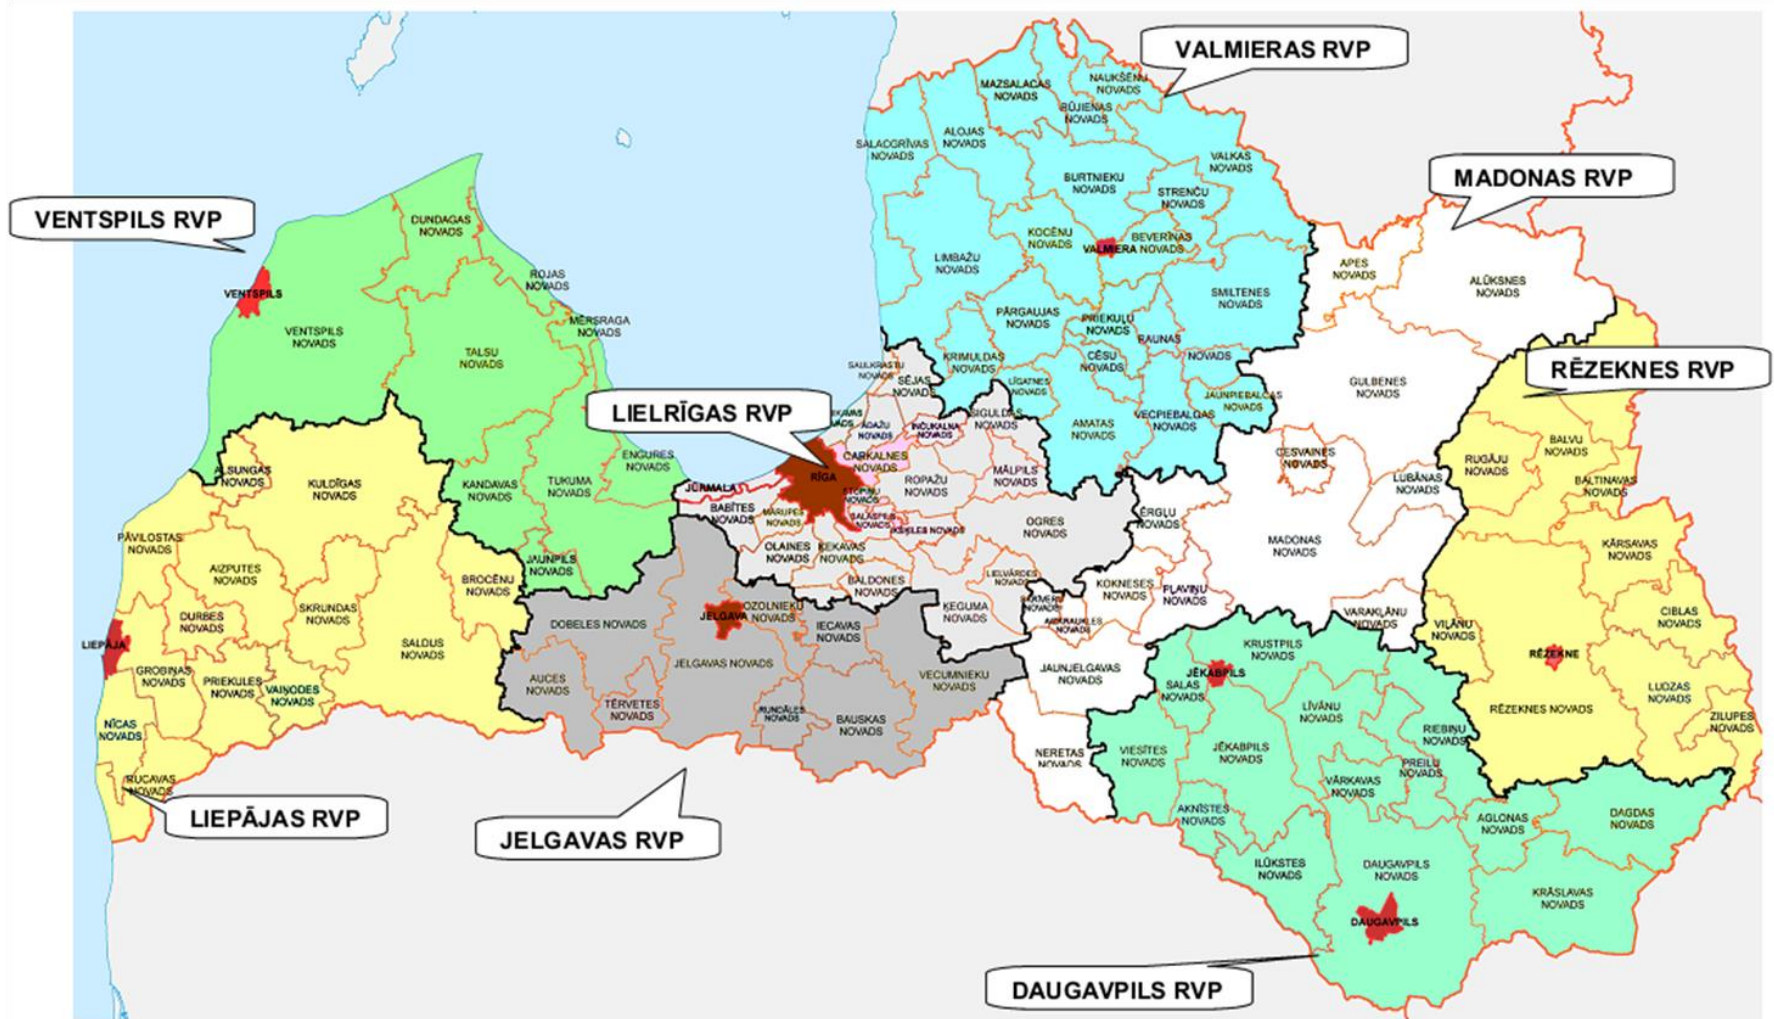 VALMIERAS RVP
MADONAS RVP
VENTSPILS RVP
RĒZEKNES RVP
LIELRĪGAS RVP
LIEPĀJAS RVP
JELGAVAS RVP
DAUGAVPILS RVP
MAZSALACAS
NOVADS
NAUKŠĒNU
NOVADS
RŪJIENAS
NOVADS
SALACGRĪVAS
NOVADS
ALOJAS
NOVADS
VALKAS
NOVADS
BURTNIEKU
NOVADS
STRENČU
NOVADS
KOCĒNU
NOVADS
VALMIERA
BEVERĪNAS
NOVADS
LIMBAŽU
NOVADS
SMILTENES
NOVADS
PĀRGAUJAS
NOVADS
PRIEKUĻU
NOVADS
RAUNAS
NOVADS
CĒSU
NOVADS
KRIMULDAS
NOVADS
LĪGATNES
NOVADS
JAUNPIEBALGAS
NOVADS
AMATAS
NOVADS
VECPIEBALGAS
NOVADS
APES
NOVADS
ALŪKSNES
NOVADS
GULBENES
NOVADS
CESVAINES
NOVADS
LUBĀNAS
NOVADS
MADONAS
NOVADS
ĒRGĻU
NOVADS
VARAKĻĀNU
NOVADS
PĻAVIŅU
NOVADS
KOKNESES
NOVADS
JAUNJELGAVAS
NOVADS
NERETAS
NOVADS
DUNDAGAS
NOVADS
ROJAS
NOVADS
MĒRSRAGA
NOVADS
VENTSPILS
VENTSPILS
NOVADS
TALSU
NOVADS
ENGURES
NOVADS
TUKUMA
NOVADS
KANDAVAS
NOVADS
JAUNPILS
NOVADS
ALSUNGAS
NOVADS
KULDĪGAS
NOVADS
PĀVILOSTAS
NOVADS
AIZPUTES
NOVADS
BROCĒNU
NOVADS
DURBES
NOVADS
SKRUNDAS
NOVADS
SALDUS
NOVADS
LIEPĀJA
GROBIŅAS
NOVADS
PRIEKULES
NOVADS
VAIŅODES
NOVADS
NĪCAS
NOVADS
RUCAVAS
NOVADS
SAULKRASTU
NOVADS
SĒJAS
NOVADS
SIGULDAS
NOVADS
ĀDAŽU
NOVADS
INČUKALNA
NOVADS
GARKALNES
NOVADS
ROPAŽU
NOVADS
MĀLPILS
NOVADS
JŪRMALA
RĪGA
BABĪTES
NOVADS
MĀRUPES
NOVADS
STOPIŅU
NOVADS
SALASPILS
NOVADS
IKŠĶILES NOVADS
OGRES
NOVADS
OLAINES
NOVADS
ĶEKAVAS
NOVADS
BALDONES
NOVADS
LIELVĀRDES
NOVADS
ĶEGUMA
NOVADS
DOBELES NOVADS
JELGAVA
OZOLNIEKU
NOVADS
IECAVAS
NOVADS
JELGAVAS NOVADS
VECUMNIEKU
NOVADS
AUCES
NOVADS
TĒRVETES
NOVADS
RUNDĀLES
NOVADS
BAUSKAS
NOVADS
RUGĀJU
NOVADS
BALVU
NOVADS
BALTINAVAS
NOVADS
KĀRSAVAS
NOVADS
CIBLAS
NOVADS
VIĻĀNU
NOVADS
RĒZEKNE
LUDZAS
NOVADS
RĒZEKNES NOVADS
ZILUPES
NOVADS
KRUSTPILS
NOVADS
JĒKABPILS
SALAS
NOVADS
LĪVĀNU
NOVADS
RIEBIŅU
NOVADS
VIESĪTES
NOVADS
JĒKABPILS
NOVADS
PREIĻU
NOVADS
VĀRKAVAS
NOVADS
AKNĪSTES
NOVADS
AGLONAS
NOVADS
DAGDAS
NOVADS
ILŪKSTES
NOVADS
DAUGAVPILS
NOVADS
KRĀSLAVAS
NOVADS
DAUGAVPILS